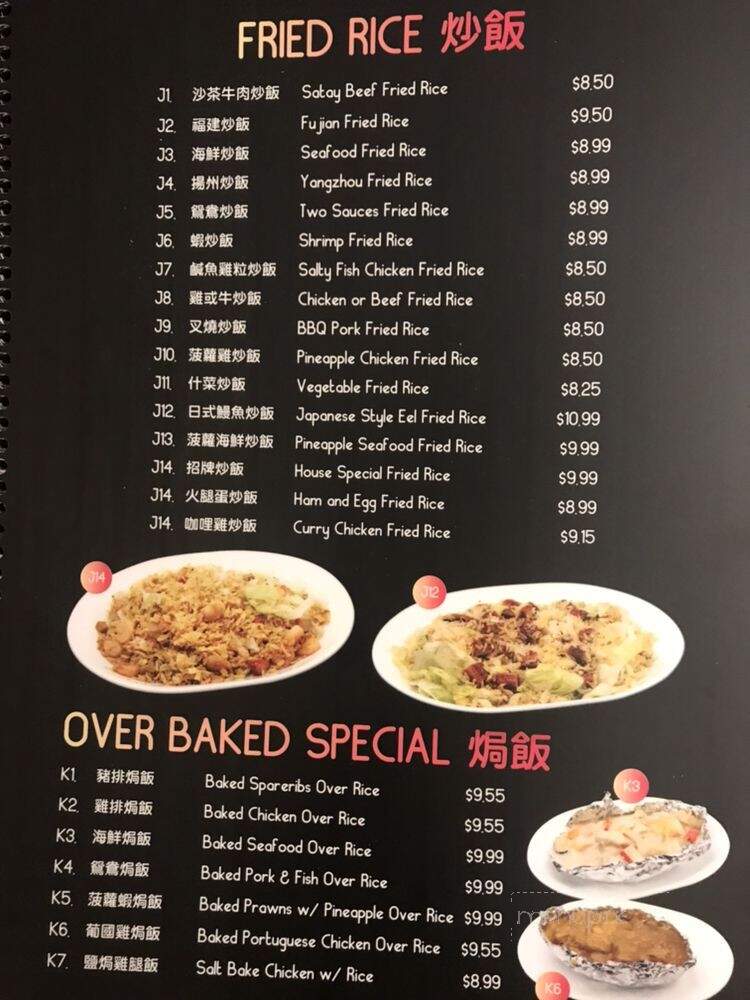 FRIED RICE 炒飯
J1. 沙茶牛肉炒飯 Satay Beef Fried Rice $8.50
J2. 福建炒飯 Fujian Fried Rice $9.50
J3. 海鮮炒飯 Seafood Fried Rice $8.99
J4. 揚州炒飯 Yangzhou Fried Rice $8.99
J5. 鴛鴦炒飯 Two Sauces Fried Rice $8.99
J6. 蝦炒飯 Shrimp Fried Rice $8.99
J7. 鹹魚雞粒炒飯 Salty Fish Chicken Fried Rice $8.50
J8. 雞或牛炒飯 Chicken or Beef Fried Rice $8.50
J9. 叉燒炒飯 BBQ Pork Fried Rice $8.50
J10. 菠蘿雞炒飯 Pineapple Chicken Fried Rice $8.50
J11. 什菜炒飯 Vegetable Fried Rice $8.25
J12. 日式鰻魚炒飯 Japanese Style Eel Fried Rice $10.99
J13. 菠蘿海鮮炒飯 Pineapple Seafood Fried Rice $9.99
J14. 招牌炒飯 House Special Fried Rice $9.99
J14. 火腿蛋炒飯 Ham and Egg Fried Rice $8.99
J14. 咖哩雞炒飯 Curry Chicken Fried Rice $9.15
J14
J12
OVER BAKED SPECIAL 焗飯
K1. 豬排焗飯 Baked Spareribs Over Rice $9.55
K2. 雞排焗飯 Baked Chicken Over Rice $9.55
K3. 海鮮焗飯 Baked Seafood Over Rice $9.99
K4. 鴛鴦焗飯 Baked Pork & Fish Over Rice $9.99
K5. 菠蘿蝦焗飯 Baked Prawns w/ Pineapple Over Rice $9.99
K6. 葡國雞焗飯 Baked Portuguese Chicken Over Rice $9.55
K7. 鹽焗雞腿飯 Salt Bake Chicken w/ Rice $8.99
K3
K6